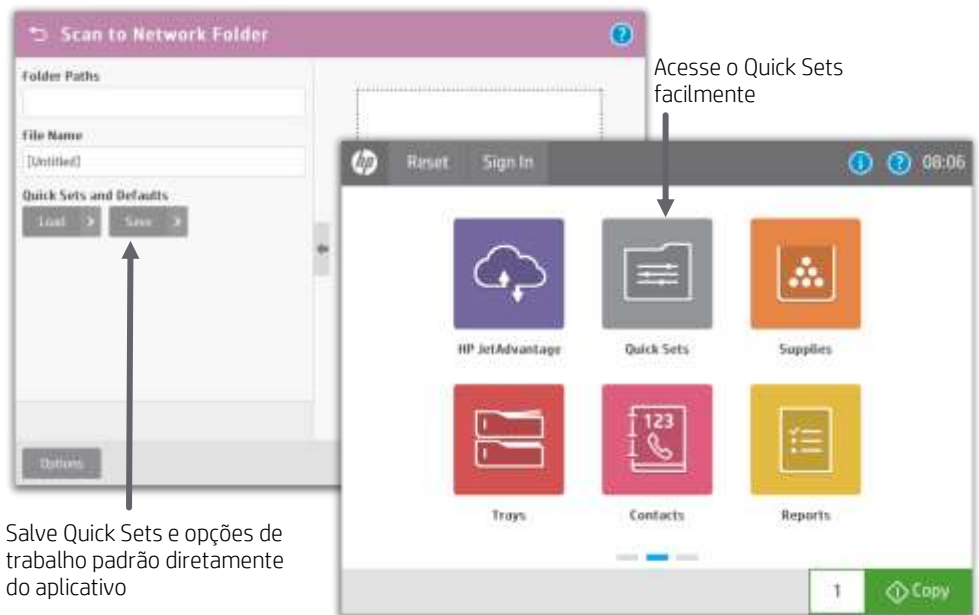 Scan to Network Folder
?
Folder Paths
File Name
[Untitled]
Quick Sets and Defaults
Load >
Save >
Options
Acesse o Quick Sets
facilmente
hp Reset Sign In i ? 08:06
HP JetAdvantage Quick Sets Supplies
123
Trays Contacts Reports
1 Copy
Salve Quick Sets e opções de
trabalho padrão diretamente
do aplicativo